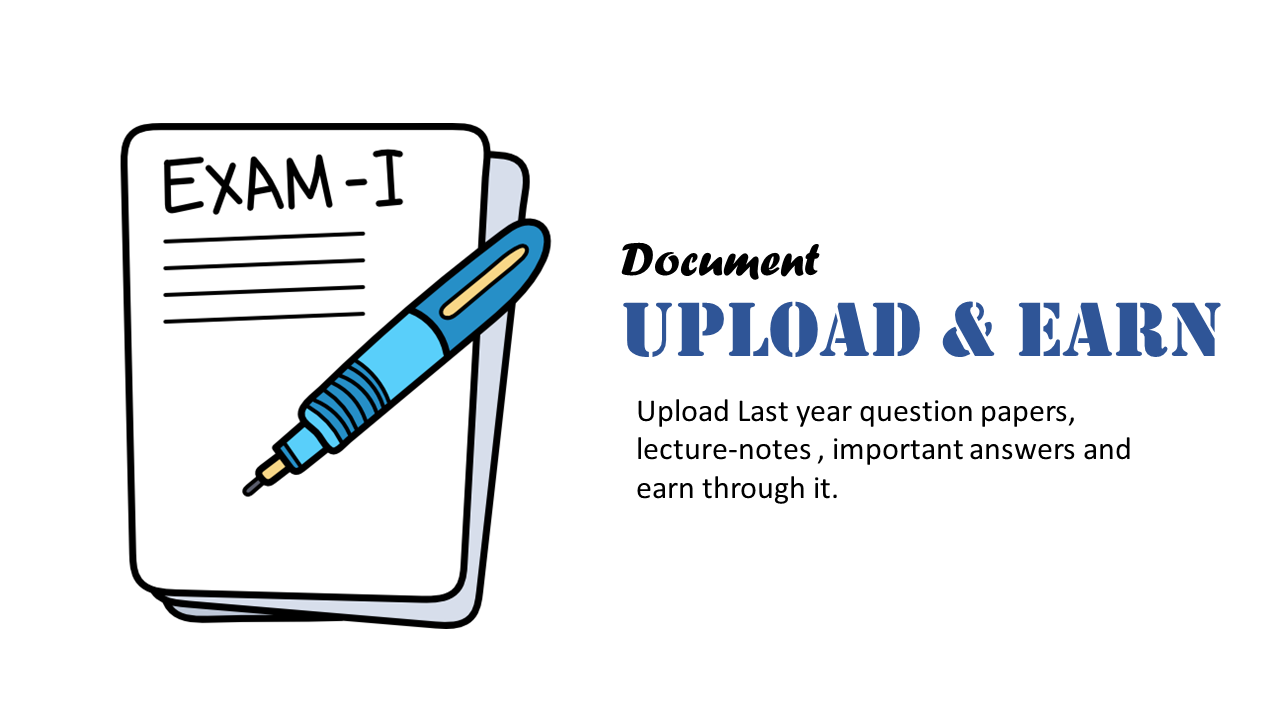 EXAM-I
Document
UPLOAD & EARN
Upload Last year question papers,
lecture-notes , important answers and
earn through it.